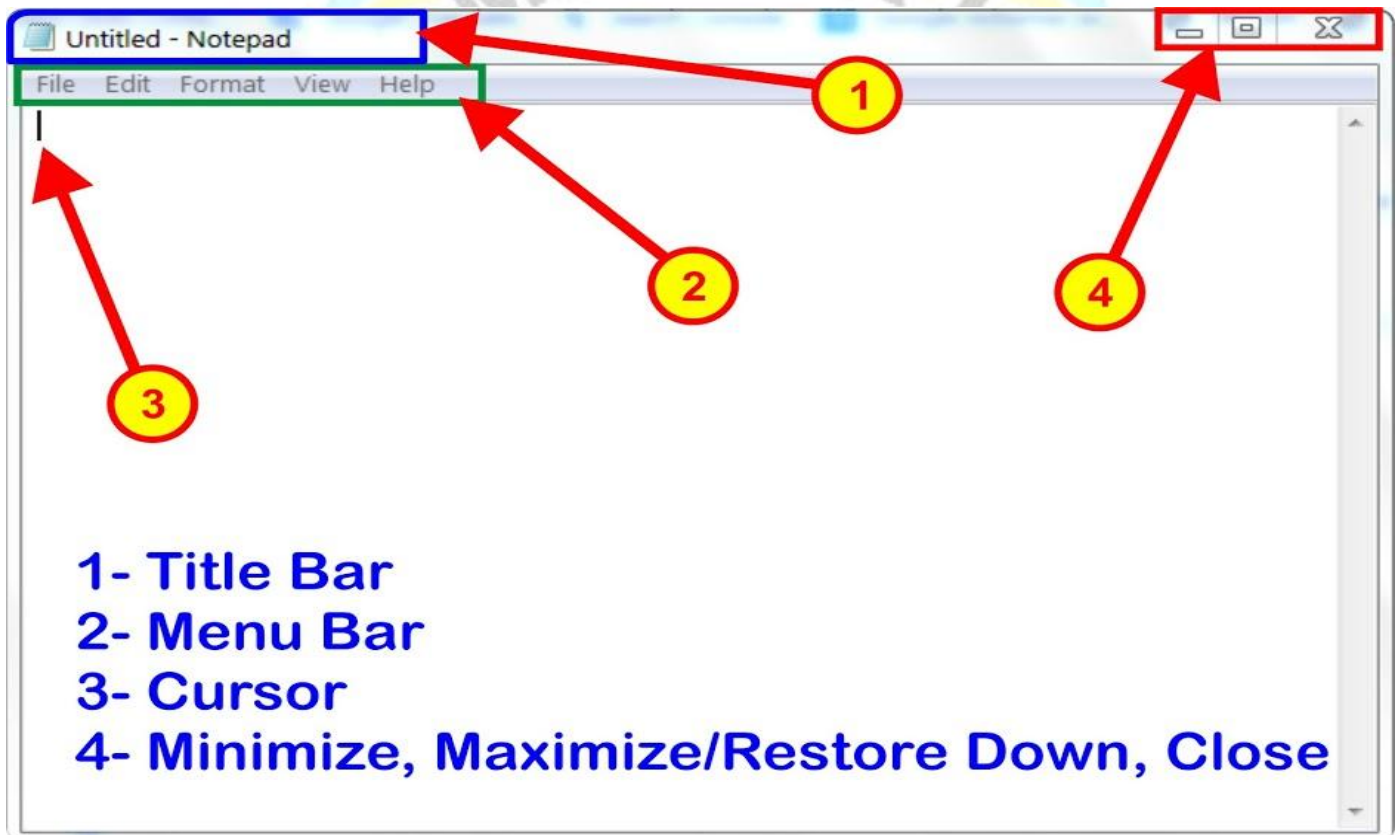 Untitled - Notepad
File Edit Format View Help
1
2
4
3
1- Title Bar
2- Menu Bar
3- Cursor
4- Minimize, Maximize/Restore Down, Close